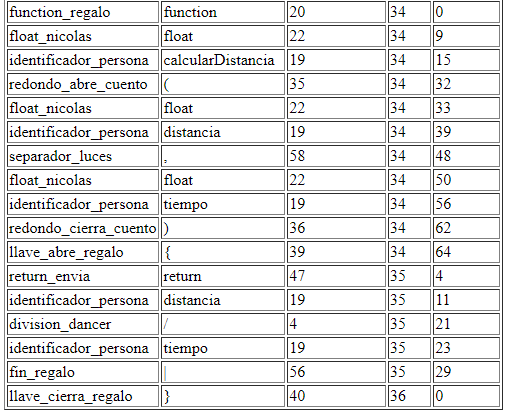 function_regalo function 20 34 0
float_nicolas float 22 34 9
identificador_persona calcularDistancia 19 34 15
redondo_abre_cuento ( 35 34 32
float_nicolas float 22 34 33
identificador_persona distancia 19 34 39
separador_luces , 58 34 48
float_nicolas float 22 34 50
identificador_persona tiempo 19 34 56
redondo_cierra_cuento ) 36 34 62
llave_abre_regalo { 39 34 64
return_envia return 47 35 4
identificador_persona distancia 19 35 11
division_dancer / 4 35 21
identificador_persona tiempo 19 35 23
fin_regalo | 56 35 29
llave_cierra_regalo } 40 36 0